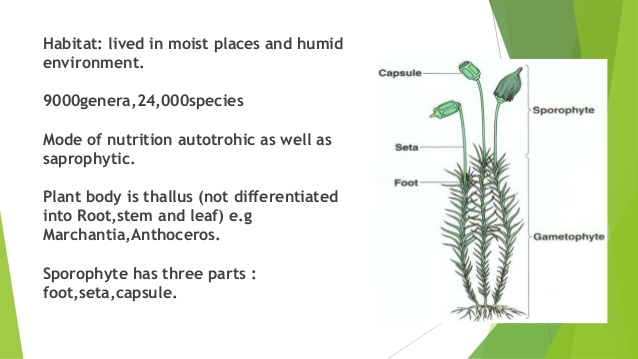 Habitat: lived in moist places and humid
environment.
9000genera,24,000species
Mode of nutrition autotrohic as well as
saprophytic.
Plant body is thallus (not differentiated
into Root,stem and leaf) e.g
Marchantia,Anthoceros.
Sporophyte has three parts :
foot,seta,capsule.
Capsule
Sporophyte
Seta
Foot
Gametophyte